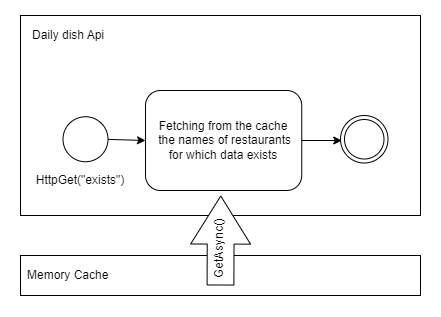 Daily dish Api
Fetching from the cache
the names of restaurants
for which data exists
HttpGet("exists")
GetAsync()
Memory Cache